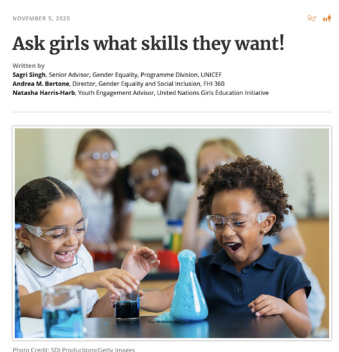 NOVEMBER 5, 2020
Ask girls what skills they want!
Written by
Sagri Singh, Senior Advisor, Gender Equality, Programme Division, UNICEF
Andrea M. Bertone, Director, Gender Equality and Social Inclusion, FHI 360
Natasha Harris-Harb, Youth Engagement Advisor, United Nations Girls Education Initiative
Photo Credit: SDI Productions/Getty Images